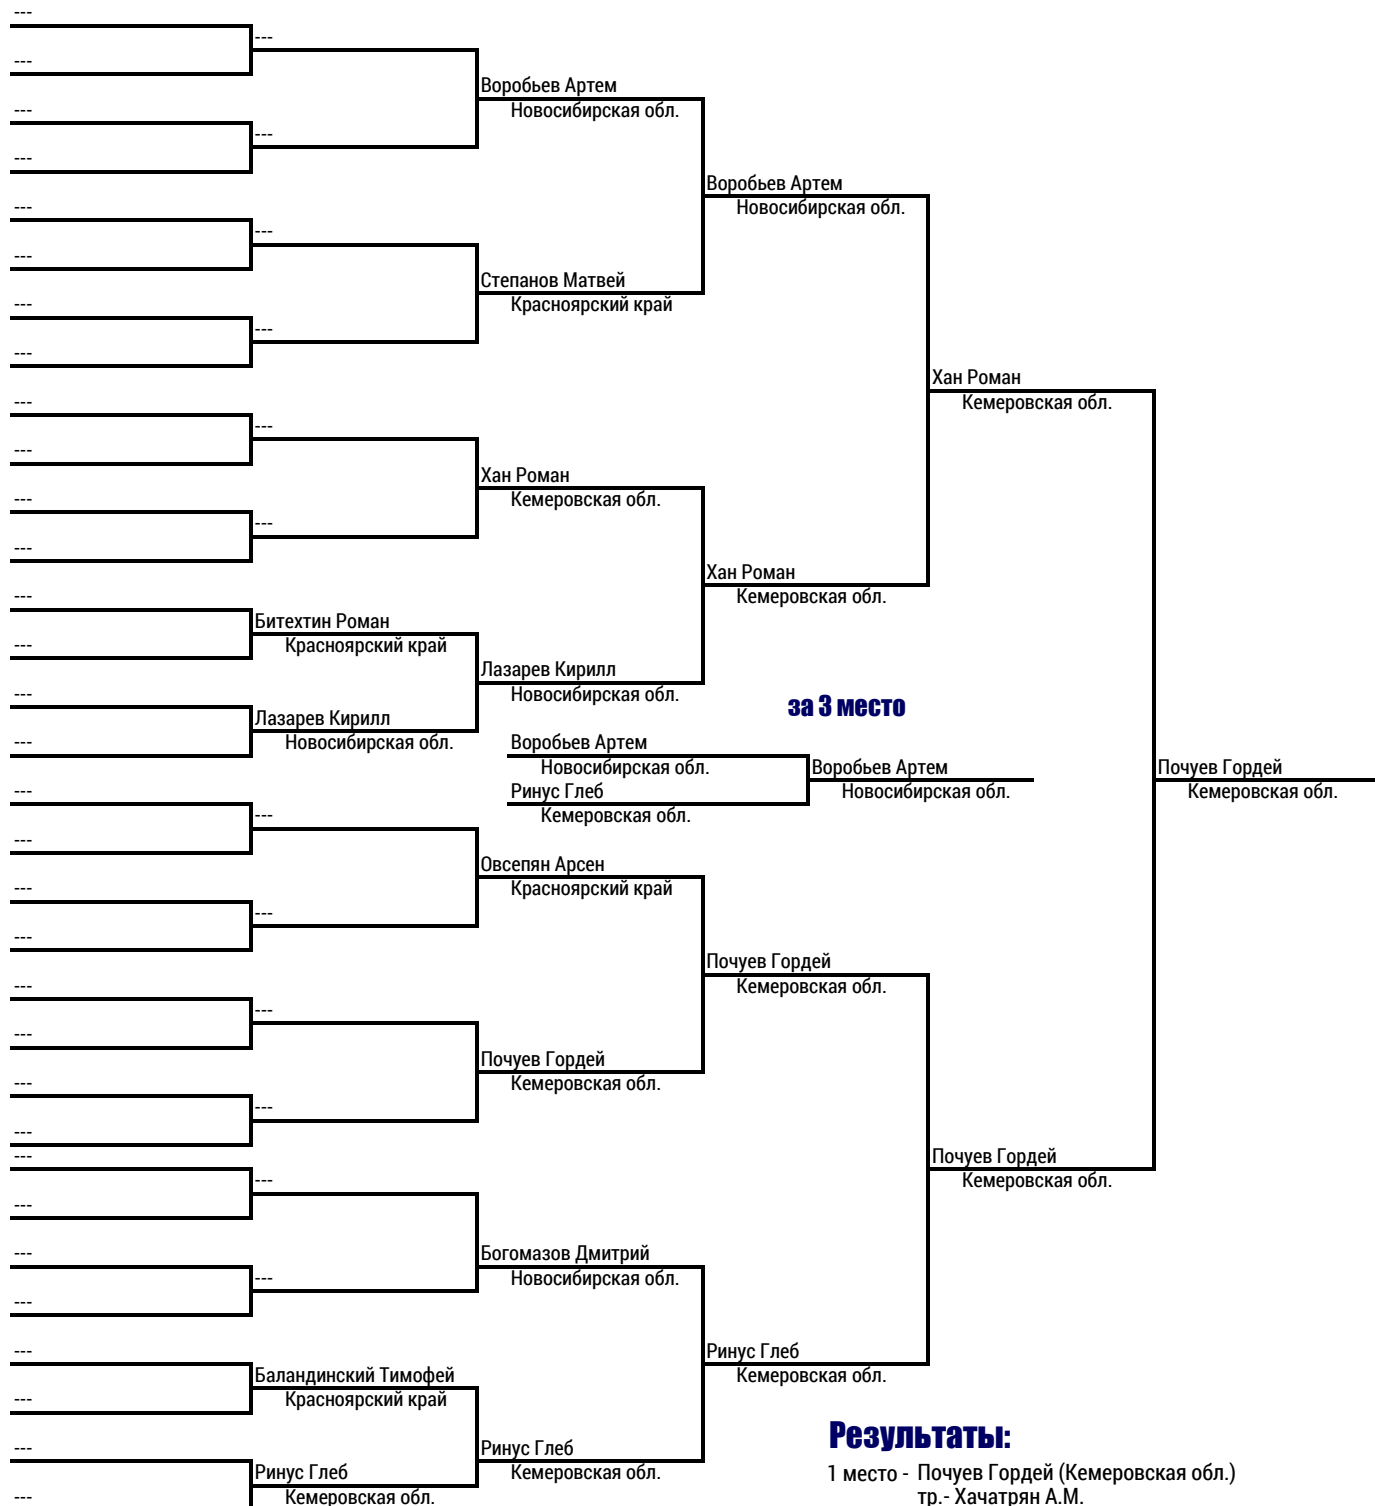 ---
---
---
---
---
---
Воробьев Артем
Новосибирская обл.
---
---
---
---
---
---
Степанов Матвей
Красноярский край
Воробьев Артем
Новосибирская обл.
---
---
---
---
---
---
Хан Роман
Кемеровская обл.
---
---
Битехтин Роман
Красноярский край
---
---
Лазарев Кирилл
Новосибирская обл.
Лазарев Кирилл
Новосибирская обл.
Хан Роман
Кемеровская обл.
Хан Роман
Кемеровская обл.
за 3 место
Воробьев Артем
Новосибирская обл.
Ринус Глеб
Кемеровская обл.
Воробьев Артем
Новосибирская обл.
Почуев Гордей
Кемеровская обл.
---
---
---
---
---
---
Овсепян Арсен
Красноярский край
---
---
---
---
---
---
Почуев Гордей
Кемеровская обл.
Почуев Гордей
Кемеровская обл.
---
---
---
---
---
---
Богомазов Дмитрий
Новосибирская обл.
---
---
Баландинский Тимофей
Красноярский край
---
---
Ринус Глеб
Кемеровская обл.
Ринус Глеб
Кемеровская обл.
Ринус Глеб
Кемеровская обл.
Почуев Гордей
Кемеровская обл.
Результаты:
1 место - Почуев Гордей (Кемеровская обл.)
тр.- Хачатрян А.М.